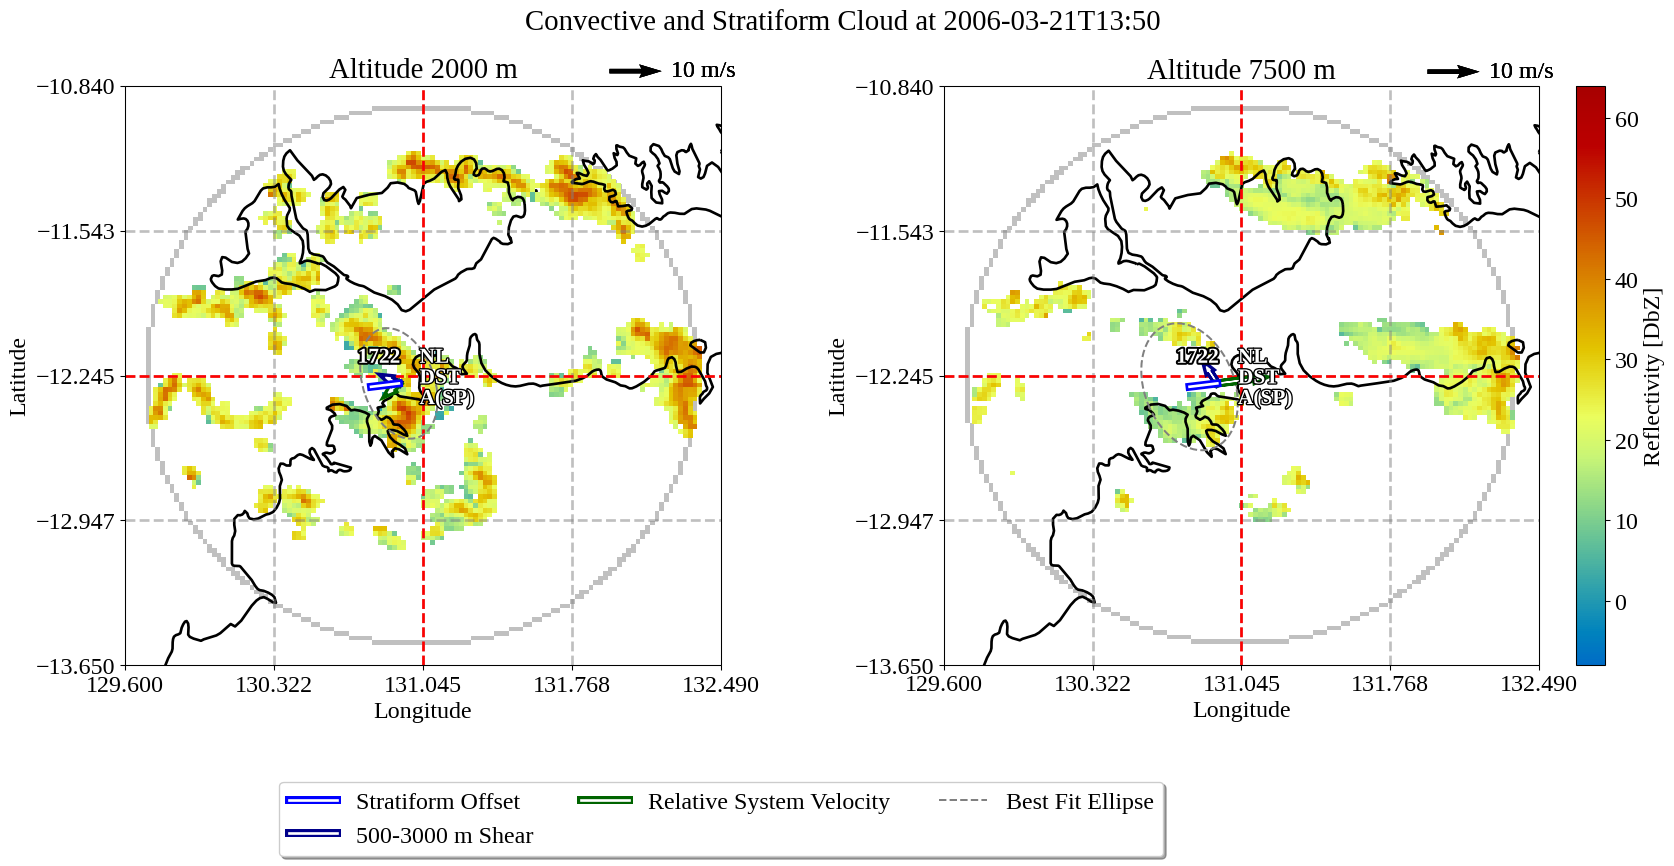 Convective and Stratiform Cloud at 2006-03-21T13:50
Altitude 2000 m
10 m/s
Altitude 7500 m
10 m/s
−10.840
−11.543
−12.245
−12.947
−13.650
Latitude
129.600
130.322
131.045
131.768
132.490
Longitude
1722
NL
DST
A(SP)
−10.840
−11.543
−12.245
−12.947
−13.650
Latitude
129.600
130.322
131.045
131.768
132.490
Longitude
1722
NL
DST
A(SP)
60
50
40
30
20
10
0
Reflectivity [DbZ]
Stratiform Offset
500-3000 m Shear
Relative System Velocity
Best Fit Ellipse